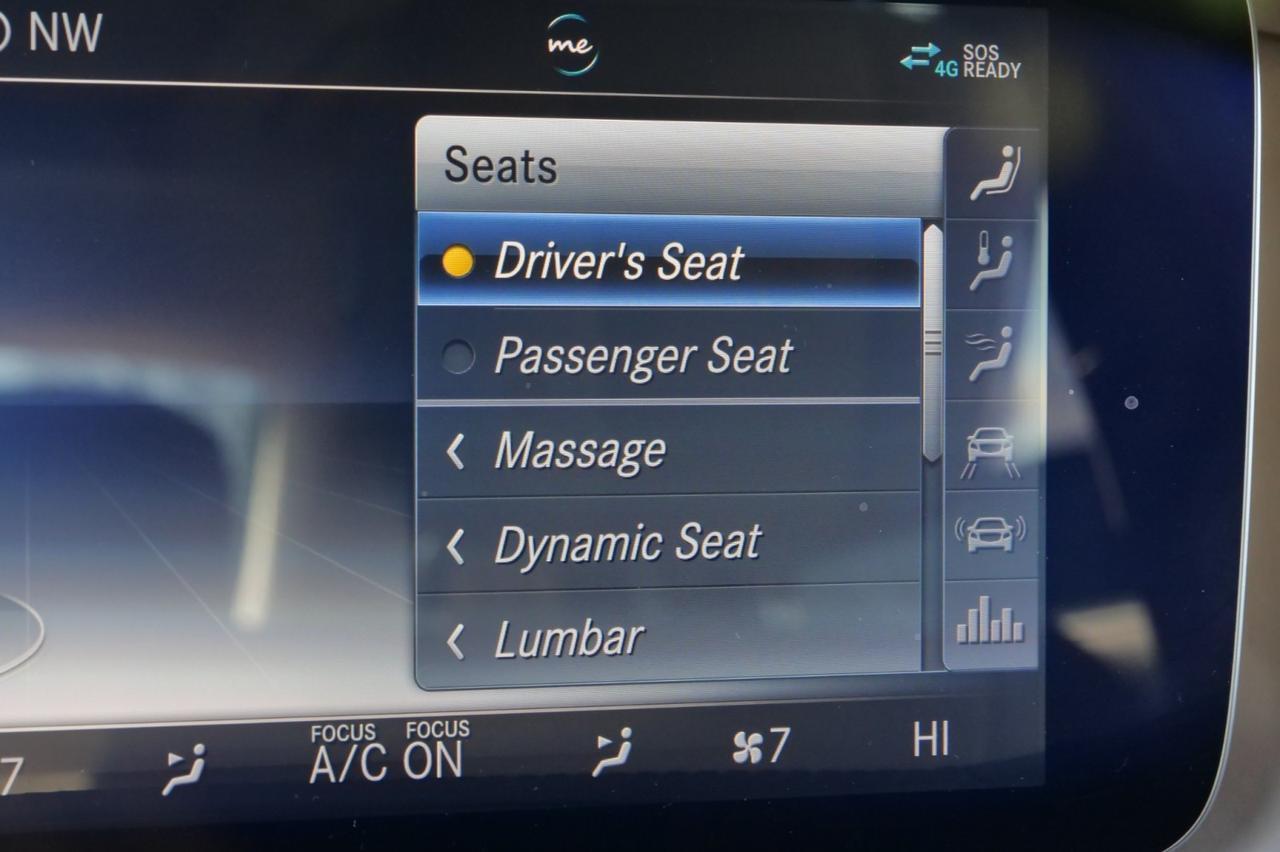 NW
me
4G SOS
READY
Seats
Driver's Seat
Passenger Seat
Massage
Dynamic Seat
Lumbar
7
FOCUS FOCUS
A/C ON
7
HI